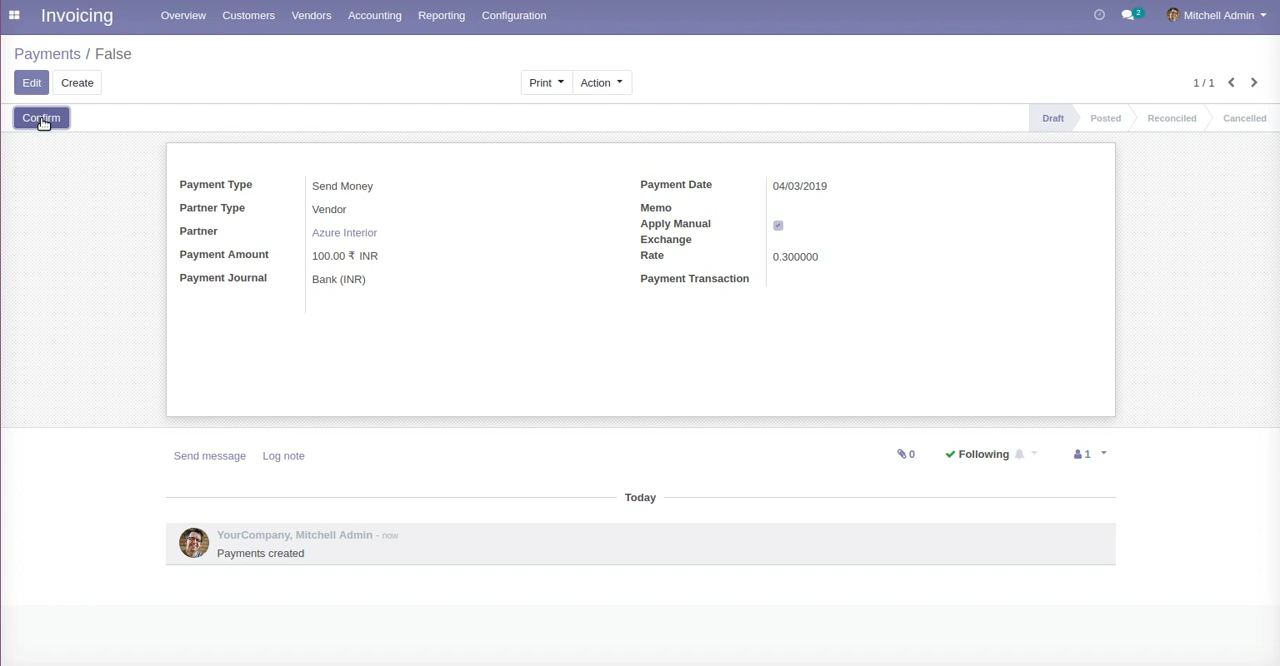 Invoicing Overview Customers Vendors Accounting Reporting Configuration 2 Mitchell Admin
Payments / False
Edit Create Print Action 1 / 1
Confirm Draft Posted Reconciled Cancelled
Payment Type Send Money
Partner Type Vendor
Partner Azure Interior
Payment Amount 100.00 ₹ INR
Payment Journal Bank (INR)
Payment Date 04/03/2019
Memo
Apply Manual
Exchange
Rate 0.300000
Payment Transaction
Send message Log note 0 Following 1
Today
YourCompany, Mitchell Admin - now
Payments created